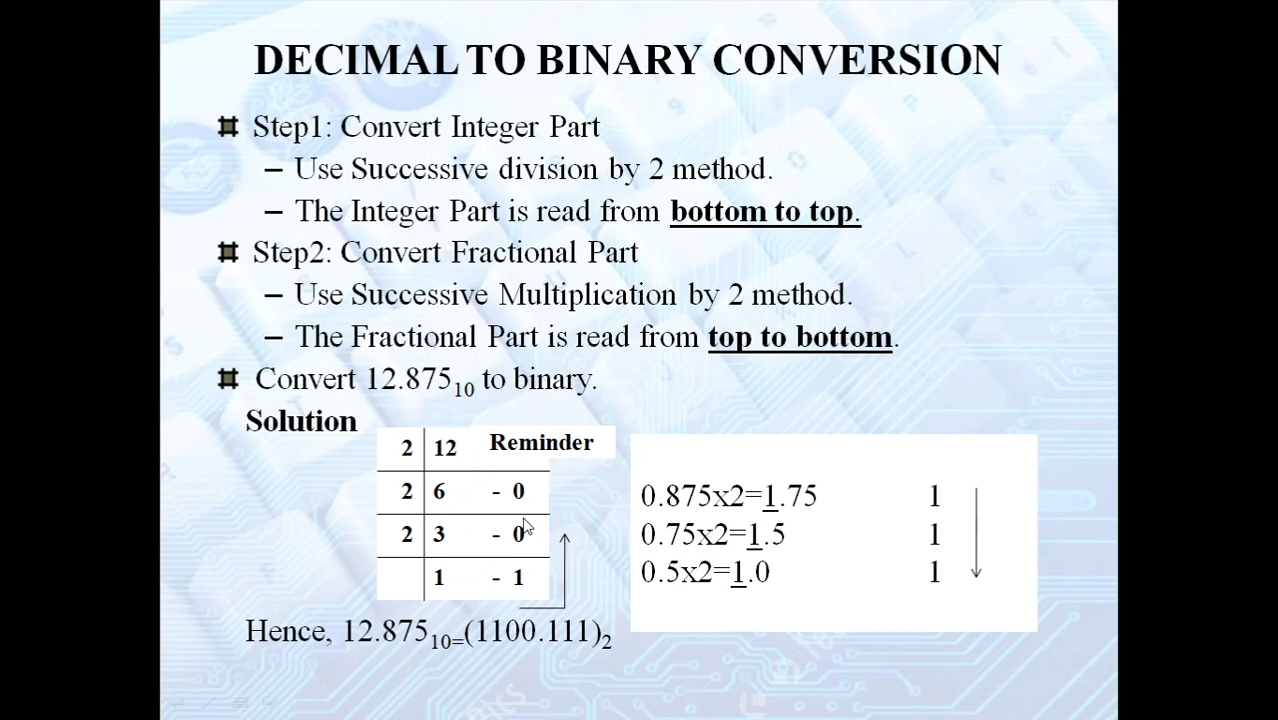 DECIMAL TO BINARY CONVERSION
Step1: Convert Integer Part
– Use Successive division by 2 method.
– The Integer Part is read from bottom to top.
Step2: Convert Fractional Part
– Use Successive Multiplication by 2 method.
– The Fractional Part is read from top to bottom.
Convert 12.875₁₀ to binary.
Solution
2 12 Reminder
2 6 - 0
2 3 - 0
1 - 1
0.875x2=1.75 1
0.75x2=1.5 1
0.5x2=1.0 1
Hence, 12.875₁₀₌(1100.111)₂